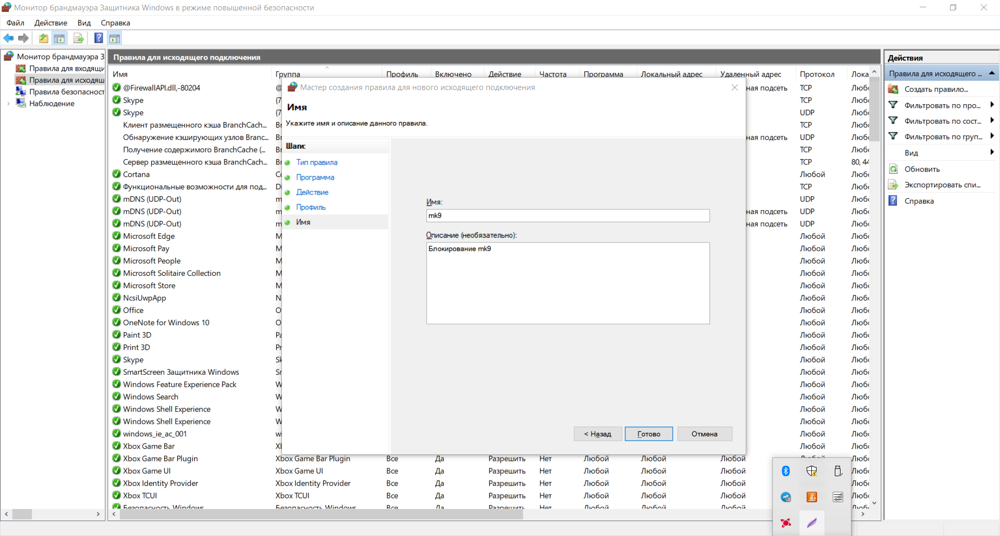 Монитор брандмауэра Защитника Windows в режиме повышенной безопасности
Файл Действие Вид Справка
Монитор брандмауэра З
Правила для входящи
Правила для исходящ
Правила безопасност
Наблюдение
Правила для исходящего подключения
Имя Группа Профиль Включено Действие Частота Программа Локальный адрес Удаленный адрес Протокол Лока
@FirewallAPI.dll,-80204 @ ная подсеть TCP Любо
Skype {7 TCP Любо
Skype {7 UDP Любо
Клиент размещенного кэша BranchCach... Br TCP Любо
Обнаружение кэширующих узлов Branc... Br ная подсеть UDP Любо
Получение содержимого BranchCache (... Br TCP Любо
Сервер размещенного кэша BranchCach... Br TCP 80, 44
Cortana Co Любой Любо
Функциональные возможности для под... Di TCP Любо
mDNS (UDP-Out) m UDP Любо
mDNS (UDP-Out) m ная подсеть UDP Любо
mDNS (UDP-Out) m ная подсеть UDP Любо
Microsoft Edge M Любой Любо
Microsoft Pay M Любой Любо
Microsoft People M Любой Любо
Microsoft Solitaire Collection M Любой Любо
Microsoft Store M Любой Любо
NcsiUwpApp N Любой Любо
Office O Любой Любо
OneNote for Windows 10 O Любой Любо
Paint 3D Pa Любой Любо
Print 3D Pr Любой Любо
Skype Sk Любой Любо
SmartScreen Защитника Windows Sr Любой Любо
Windows Feature Experience Pack W Любой Любо
Windows Search W Любой Любо
Windows Shell Experience W Любой Любо
Windows Shell Experience W Любой Любо
windows_ie_ac_001 wi Любой Любо
Xbox Game Bar Xl Любой Любо
Xbox Game Bar Plugin Xbox Game Bar Plugin Все Да Разрешить Нет Любой Любой Любой Любо
Xbox Game UI Xbox Game UI Все Да Разрешить Нет Любой Любой Любой Любо
Xbox Identity Provider Xbox Identity Provider Все Да Разрешить Нет Любой Любой Любой Любо
Xbox TCUI Xbox TCUI Все Да Разрешить Нет Любой Любой Любой Любо
Безопасность Windows Безопасность Windows Все Да Разрешить Нет Любой Любой Любой Любо
Мастер создания правила для нового исходящего подключения
Имя
Укажите имя и описание данного правила.
Шаги:
Тип правила
Программа
Действие
Профиль
Имя
Имя:
mk9
Описание (необязательно):
Блокирование mk9
< Назад Готово Отмена
Действия
Правила для исходящего ...
Создать правило...
Фильтровать по про...
Фильтровать по сост...
Фильтровать по груп...
Вид
Обновить
Экспортировать спи...
Справка